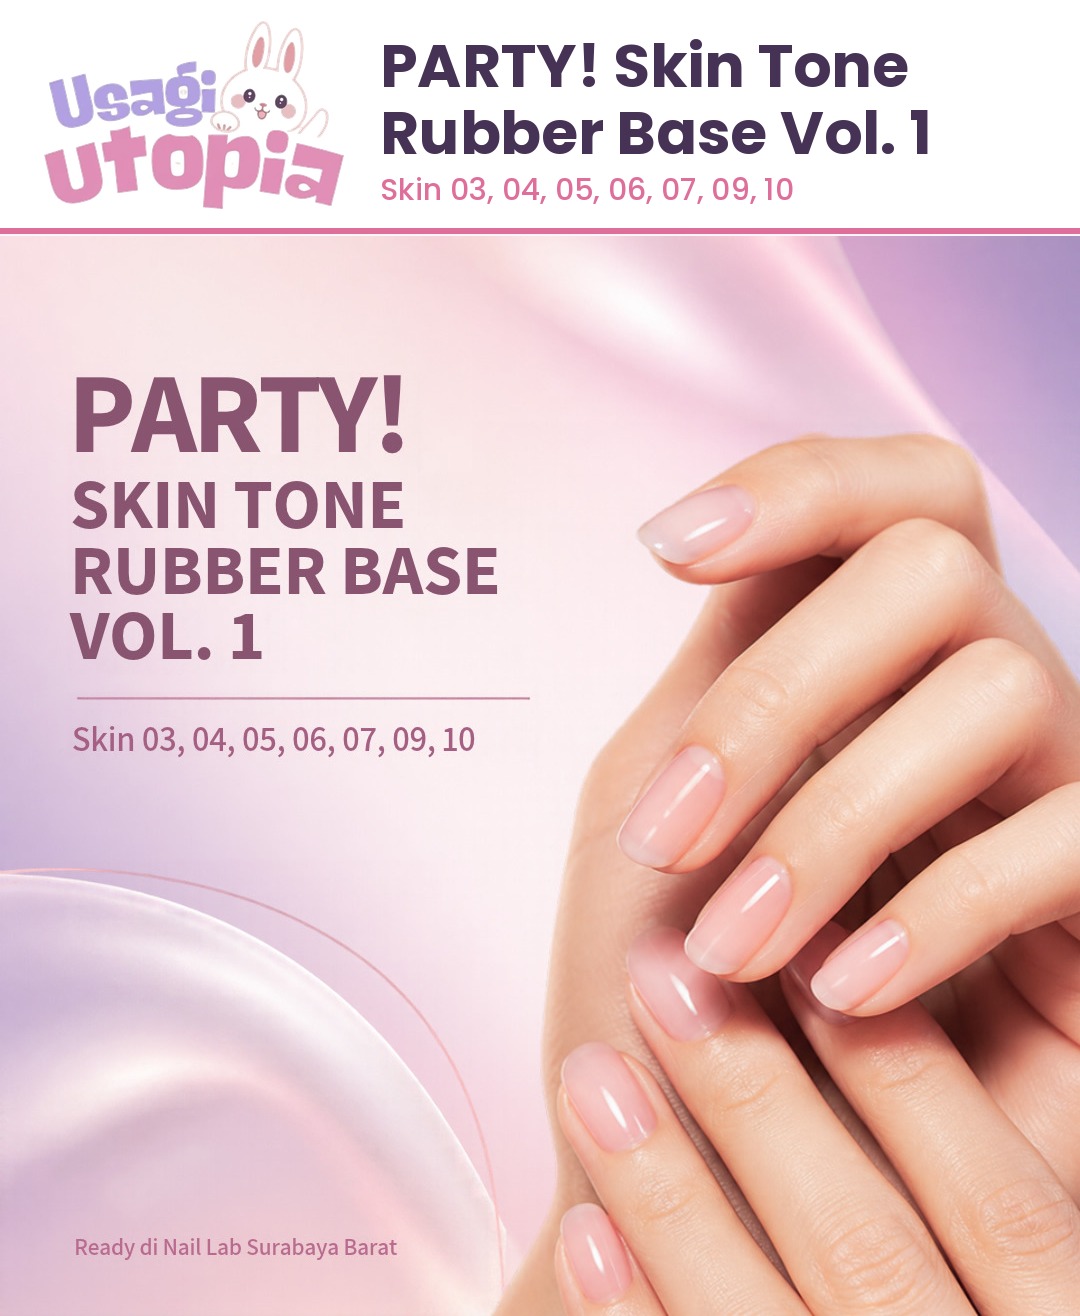 Usagi
Utopia
PARTY! Skin Tone
Rubber Base Vol. 1
Skin 03, 04, 05, 06, 07, 09, 10
PARTY!
SKIN TONE
RUBBER BASE
VOL. 1
Skin 03, 04, 05, 06, 07, 09, 10
Ready di Nail Lab Surabaya Barat